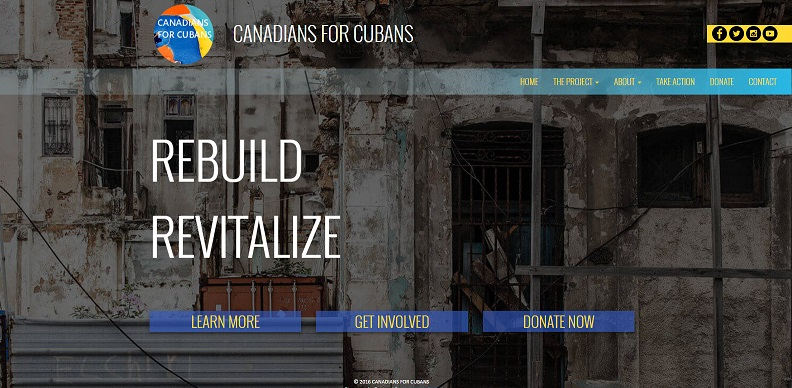 CANADIANS
FOR CUBANS
CANADIANS FOR CUBANS
HOME THE PROJECT ABOUT TAKE ACTION DONATE CONTACT
REBUILD
REVITALIZE
LEARN MORE GET INVOLVED DONATE NOW
© 2016 CANADIANS FOR CUBANS